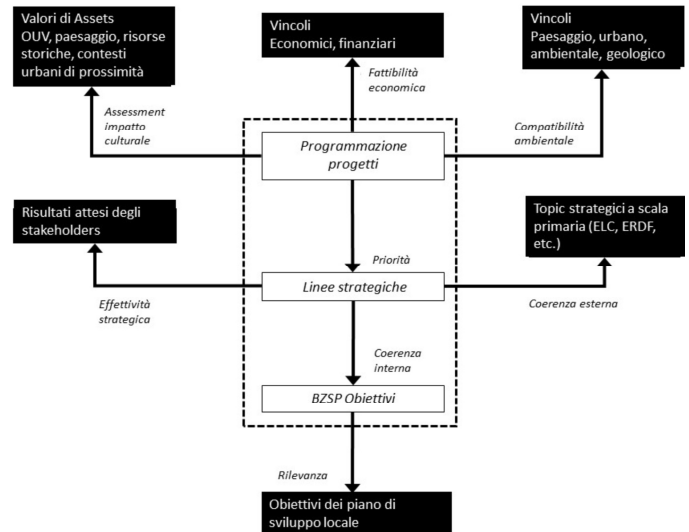 Valori di Assets
OUV, paesaggio, risorse
storiche, contesti
urbani di prossimità
Vincoli
Economici, finanziari
Vincoli
Paesaggio, urbano,
ambientale, geologico
Assessment
impatto
culturale
Fattibilità
economica
Compatibilità
ambientale
Programmazione
progetti
Risultati attesi degli
stakeholders
Topic strategici a scala
primaria (ELC, ERDF,
etc.)
Priorità
Effettività
strategica
Linee strategiche
Coerenza esterna
Coerenza
interna
BZSP Obiettivi
Rilevanza
Obiettivi dei piano di
sviluppo locale